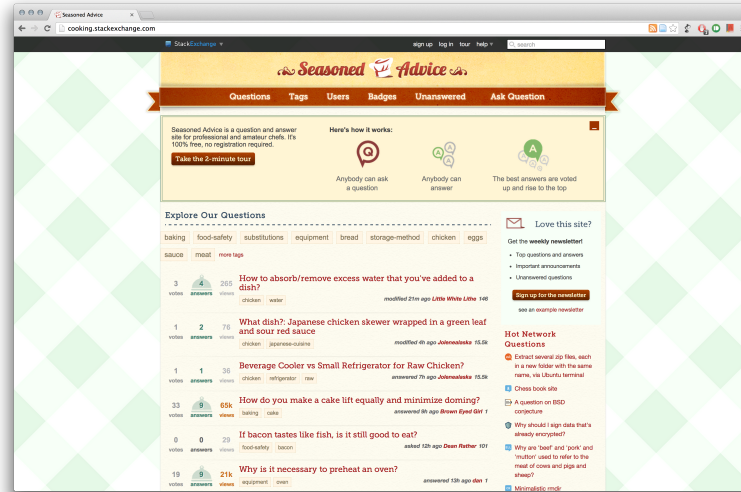 Seasoned Advice
cooking.stackexchange.com
StackExchange
sign up log in tour help
search
Seasoned Advice
Questions Tags Users Badges Unanswered Ask Question
Seasoned Advice is a question and answer
site for professional and amateur chefs. It's
100% free, no registration required.
Take the 2-minute tour
Here's how it works:
Q
Anybody can ask
a question
A
Anybody can
answer
A
The best answers are voted
up and rise to the top
Explore Our Questions
baking food-safety substitutions equipment bread storage-method chicken eggs
sauce meat more tags
3 votes 4 answers 265 views
How to absorb/remove excess water that you've added to a
dish?
chicken water
modified 21m ago Little White Lithe 146
1 votes 2 answers 76 views
What dish?: Japanese chicken skewer wrapped in a green leaf
and sour red sauce
chicken japanese-cuisine
modified 4h ago Jolenealaska 15.5k
1 votes 1 answers 36 views
Beverage Cooler vs Small Refrigerator for Raw Chicken?
chicken refrigerator raw
answered 7h ago Jolenealaska 15.5k
33 votes 9 answers 65k views
How do you make a cake lift equally and minimize doming?
baking cake
answered 9h ago Brown Eyed Girl 1
0 votes 0 answers 29 views
If bacon tastes like fish, is it still good to eat?
food-safety bacon
asked 12h ago Dean Rather 101
19 votes 9 answers 21k views
Why is it necessary to preheat an oven?
equipment oven
answered 13h ago dan 1
Love this site?
Get the weekly newsletter!
Top questions and answers
Important announcements
Unanswered questions
Sign up for the newsletter
see an example newsletter
Hot Network
Questions
Extract several zip files, each
in a new folder with the same
name, via Ubuntu terminal
Chess book site
A question on BSD
conjecture
Why should I sign data that's
already encrypted?
Why are 'beef' and 'pork' and
'mutton' used to refer to the
meat of cows and pigs and
sheep?
Minimalistic rmdir